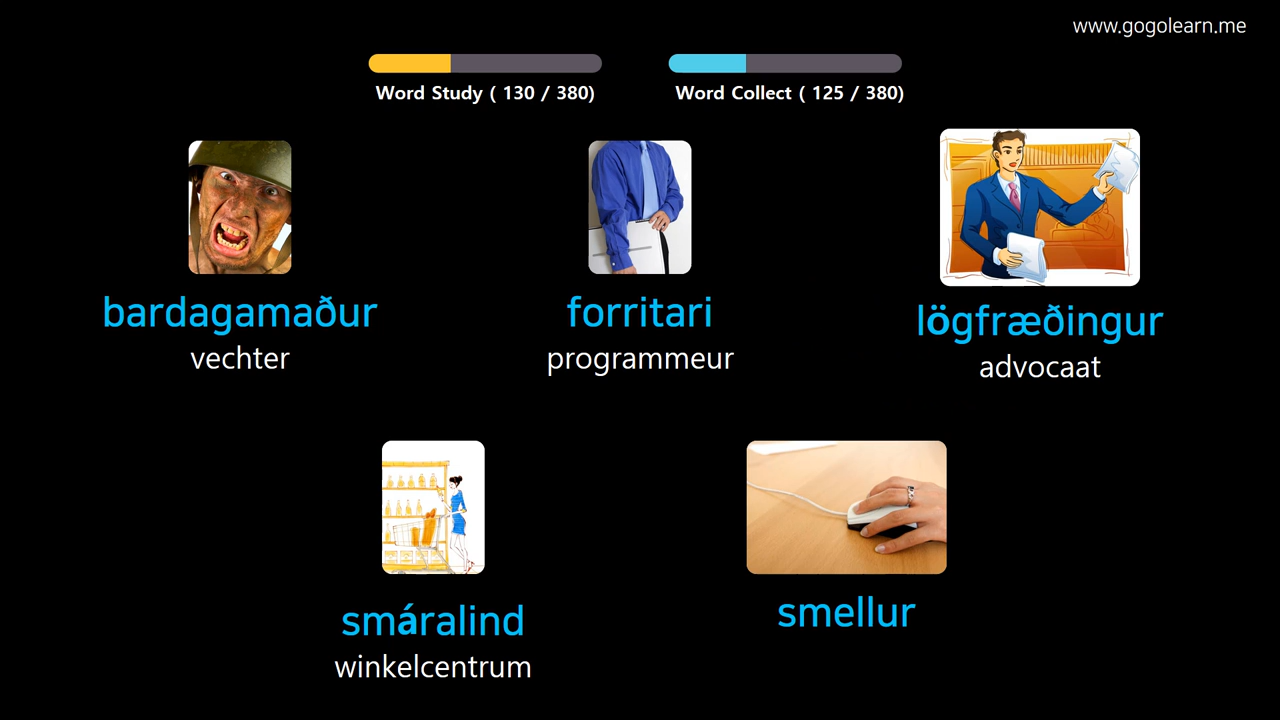 www.gogolearn.me
Word Study ( 130 / 380)
Word Collect ( 125 / 380)
bardagamaður
vechter
forritari
programmeur
lögfræðingur
advocaat
smáralind
winkelcentrum
smellur